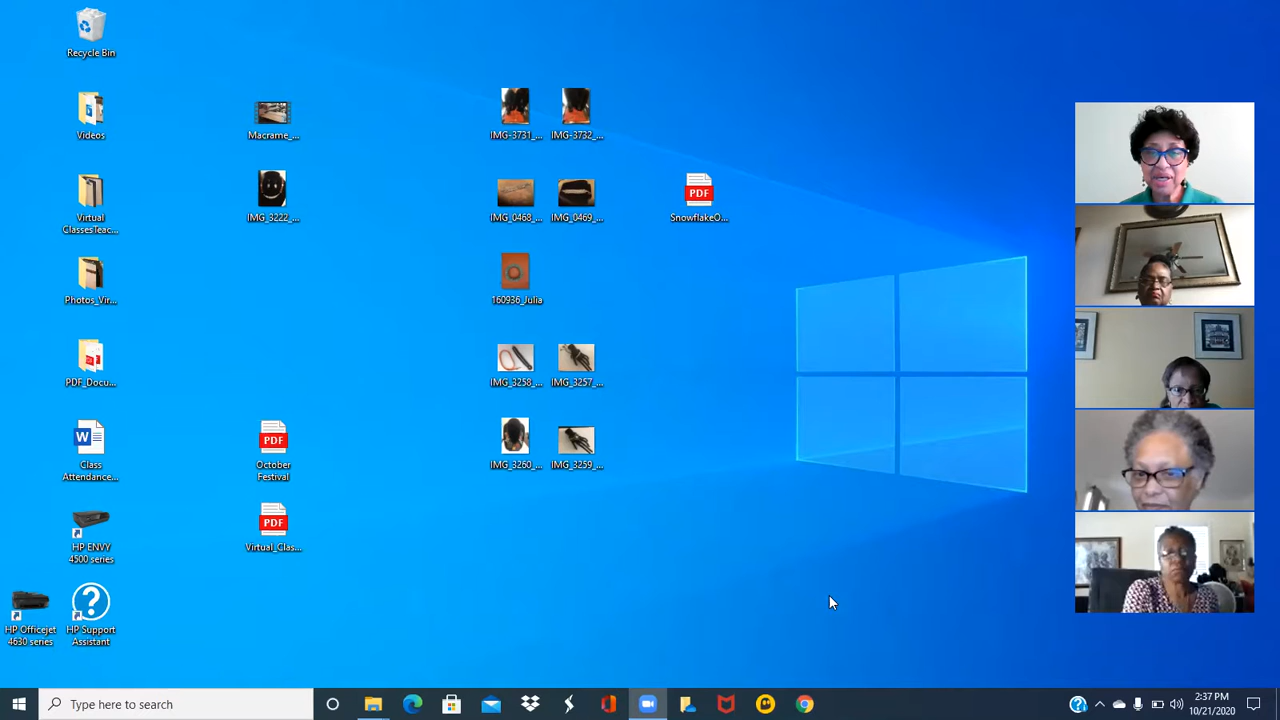 Recycle Bin
Videos
Macrame_...
IMG-3731_...
IMG-3732_...
Virtual
ClassesTeac...
IMG_3222_...
IMG_0468_...
IMG_0469_...
PDF
SnowflakeO...
Photos_Vir...
160936_Julia
PDF_Docu...
IMG_3258_...
IMG_3257_...
W
Class
Attendance...
PDF
October
Festival
IMG_3260_...
IMG_3259_...
HP ENVY
4500 series
PDF
Virtual_Clas...
HP Officejet
4630 series
?
HP Support
Assistant
Type here to search
2:37 PM
10/21/2020